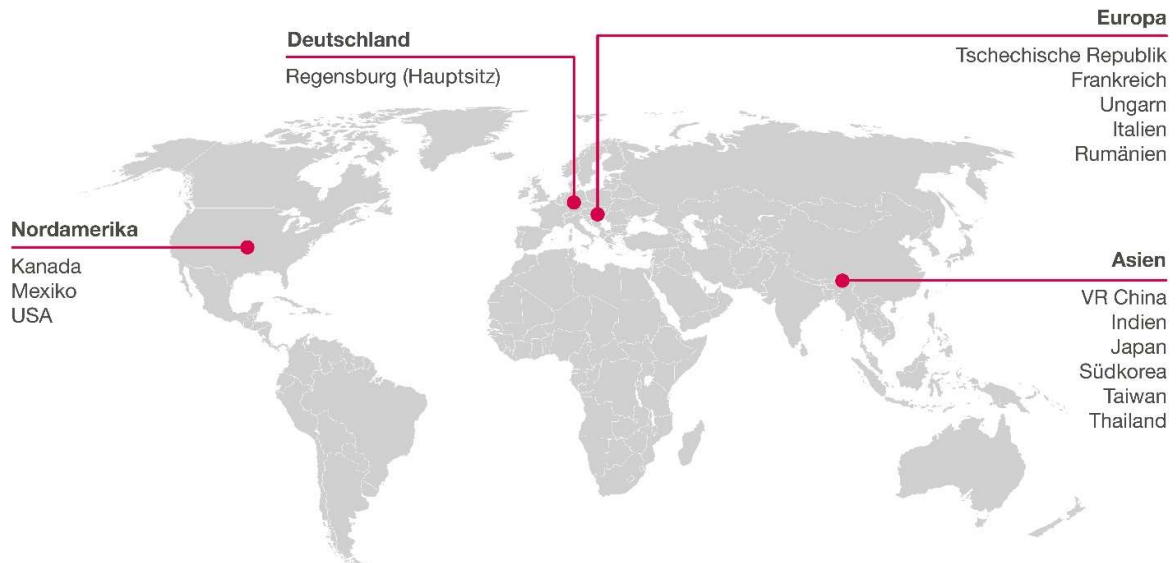 Deutschland
Regensburg (Hauptsitz)
Europa
Tschechische Republik
Frankreich
Ungarn
Italien
Rumänien
Nordamerika
Kanada
Mexiko
USA
Asien
VR China
Indien
Japan
Südkorea
Taiwan
Thailand